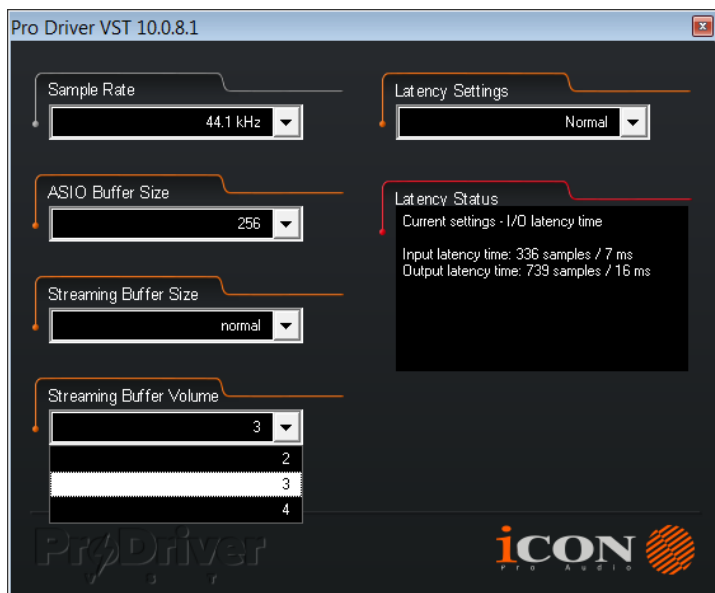 Pro Driver VST 10.0.8.1
Sample Rate
44.1 kHz
ASIO Buffer Size
256
Streaming Buffer Size
normal
Streaming Buffer Volume
3
2
3
4
Latency Settings
Normal
Latency Status
Current settings - I/O latency time
Input latency time: 336 samples / 7 ms
Output latency time: 739 samples / 16 ms
ProDriver
VST
iCON
Pro Audio